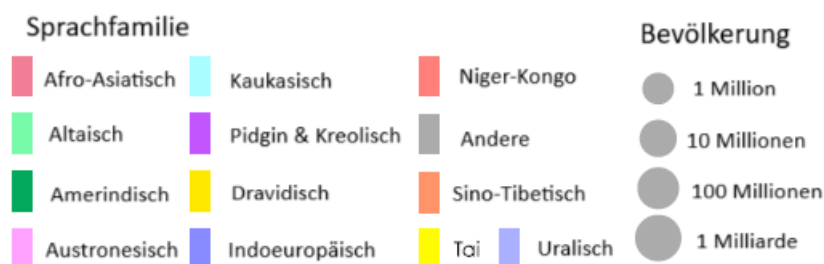 Sprachfamilie
Afro-Asiatisch Kaukasisch Niger-Kongo
Altaisch Pidgin & Kreolisch Andere
Amerindisch Dravidisch Sino-Tibetisch
Austronesisch Indoeuropäisch Tai Uralisch
Bevölkerung
1 Million
10 Millionen
100 Millionen
1 Milliarde